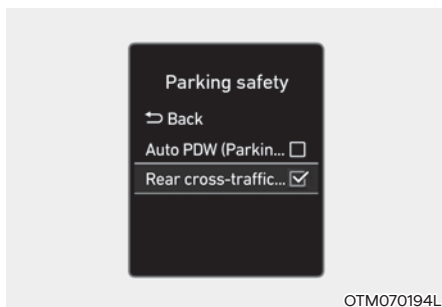 Parking safety
⮌ Back
Auto PDW (Parkin...
Rear cross-traffic...
OTM070194L